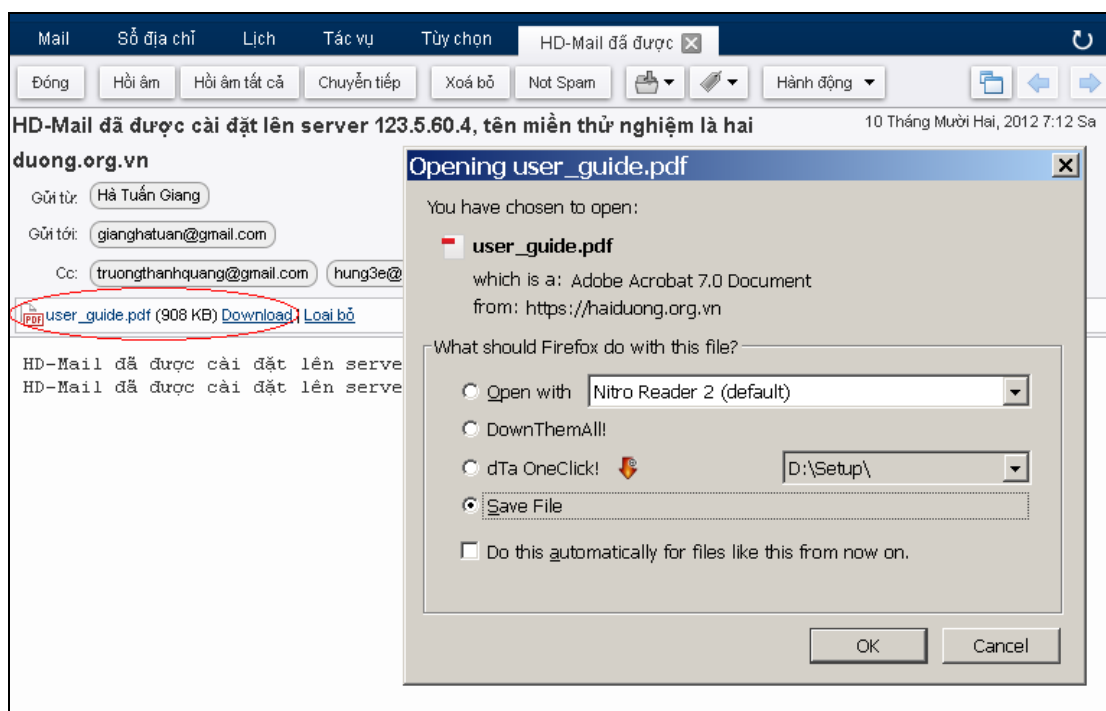 Mail Sổ địa chỉ Lịch Tác vụ Tùy chọn HD-Mail đã được
Đóng Hồi âm Hồi âm tất cả Chuyển tiếp Xoá bỏ Not Spam Hành động
HD-Mail đã được cài đặt lên server 123.5.60.4, tên miền thử nghiệm là hai
duong.org.vn
10 Tháng Mười Hai, 2012 7:12 Sa
Gửi từ: Hà Tuấn Giang
Gửi tới: gianghatuan@gmail.com
Cc: truongthanhquang@gmail.com hung3e@
PDF user_guide.pdf (908 KB) Download | Loại bỏ
HD-Mail đã được cài đặt lên serve
HD-Mail đã được cài đặt lên serve
Opening user_guide.pdf
You have chosen to open:
user_guide.pdf
which is a: Adobe Acrobat 7.0 Document
from: https://haiduong.org.vn
What should Firefox do with this file?
Open with Nitro Reader 2 (default)
DownThemAll!
dTa OneClick! D:\Setup\
Save File
Do this automatically for files like this from now on.
OK Cancel